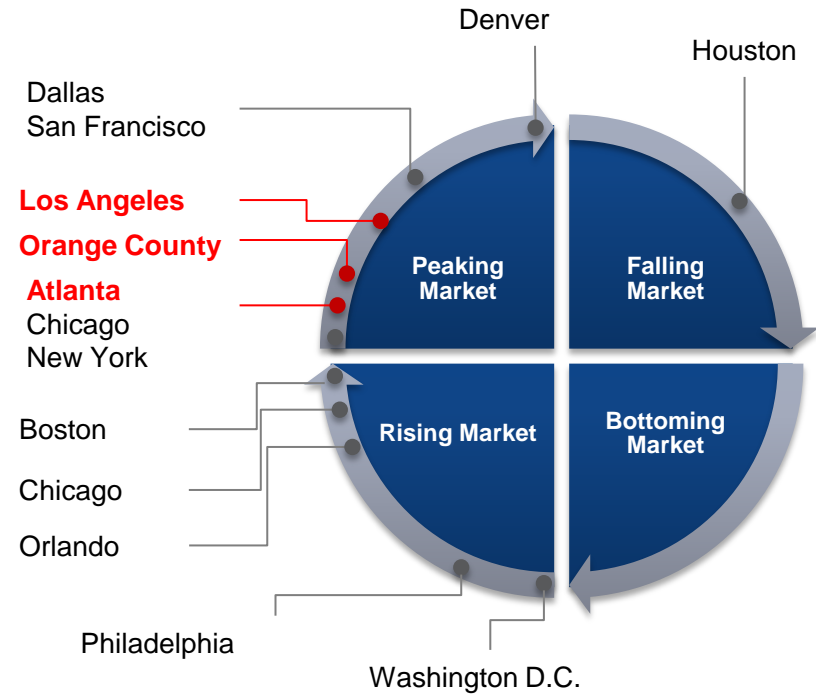 Denver
Houston
Dallas
San Francisco
Los Angeles
Orange County
Atlanta
Chicago
New York
Peaking
Market
Falling
Market
Boston
Chicago
Orlando
Rising Market
Bottoming
Market
Philadelphia
Washington D.C.